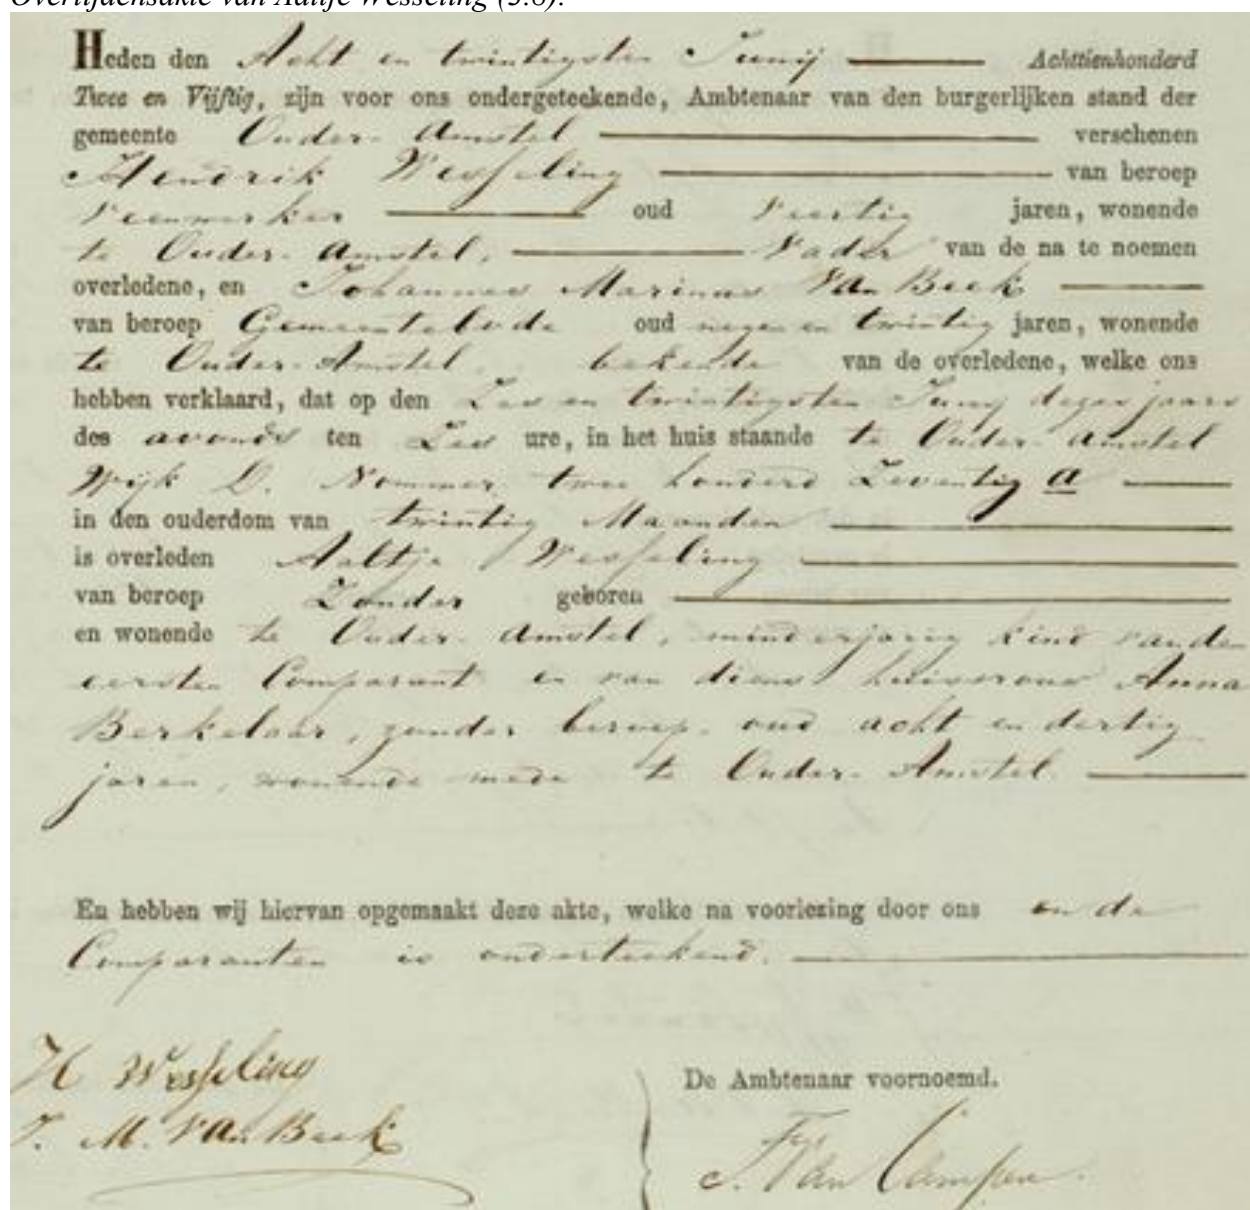 Overlijdensakte van Aaltje Wesseling (3.8).
Heden den Acht en twintigsten Junij Achttienhonderd
Twee en Vijftig, zijn voor ons ondergeteekende, Ambtenaar van den burgerlijken stand der
gemeente Ouder-Amstel verschenen
Hendrik Wesseling van beroep
Veenwerker oud Veertig jaren, wonende
te Ouder-Amstel, Vader van de na te noemen
overledene, en Johannes Marinus Van Beek
van beroep Gemeentebode oud negen en twintig jaren, wonende
te Ouder-Amstel, bekende van de overledene, welke ons
hebben verklaard, dat op den Zes en twintigsten Junij dezes jaars
des avonds ten Zes ure, in het huis staande te Ouder-Amstel
Wijk D. Nommer twee honderd Zeventig a
in den ouderdom van twintig Maanden
is overleden Aaltje Wesseling
van beroep Zonder geboren
en wonende te Ouder-Amstel, minderjarig kind van den
eersten Comparant en van diens huisvrouw Anna
Berkelaar, zonder beroep, oud acht en dertig
jaren, wonende mede te Ouder-Amstel.
En hebben wij hiervan opgemaakt deze akte, welke na voorlezing door ons en de
Comparanten is onderteekend.
H Wesseling
J. M. Van Beek
De Ambtenaar voornoemd.
J. Van Campen